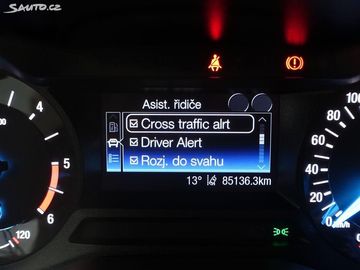 Sauto.cz
Asist. řidiče
Cross traffic alrt
Driver Alert
Rozj. do svahu
13° 85136.3km
4
5
6
120
100
80
60
40
20
0